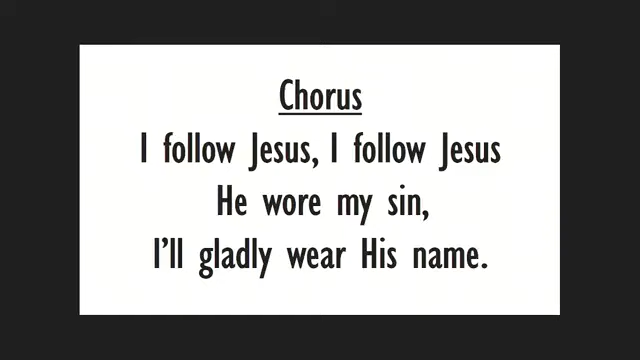 Chorus
I follow Jesus, I follow Jesus
He wore my sin,
I'll gladly wear His name.